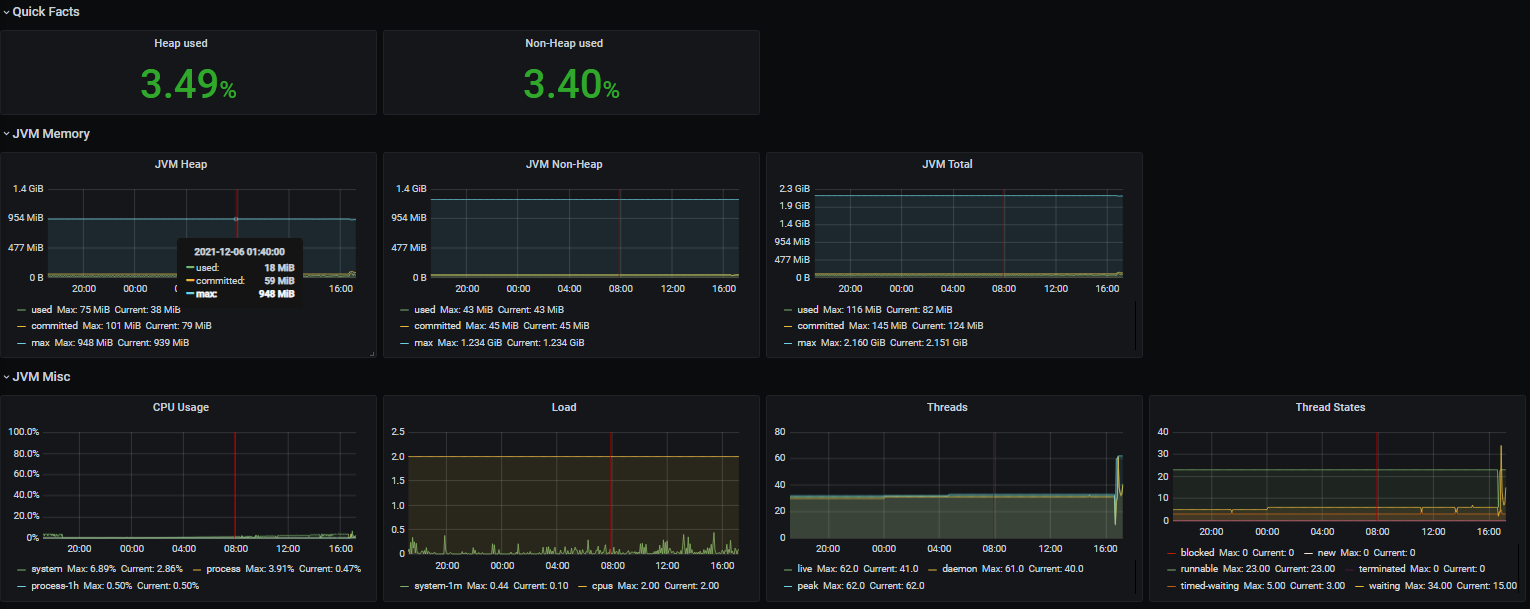 Quick Facts
Heap used
Non-Heap used
3.49%
3.40%
JVM Memory
JVM Heap
1.4 GiB
954 MiB
477 MiB
0 B
20:00 00:00 16:00
2021-12-06 01:40:00
used: 18 MiB
committed: 59 MiB
max: 948 MiB
used Max: 75 MiB Current: 38 MiB
committed Max: 101 MiB Current: 79 MiB
max Max: 948 MiB Current: 939 MiB
JVM Non-Heap
1.4 GiB
954 MiB
477 MiB
0 B
20:00 00:00 04:00 08:00 12:00 16:00
used Max: 43 MiB Current: 43 MiB
committed Max: 45 MiB Current: 45 MiB
max Max: 1.234 GiB Current: 1.234 GiB
JVM Total
2.3 GiB
1.9 GiB
1.4 GiB
954 MiB
477 MiB
0 B
20:00 00:00 04:00 08:00 12:00 16:00
used Max: 116 MiB Current: 82 MiB
committed Max: 145 MiB Current: 124 MiB
max Max: 2.160 GiB Current: 2.151 GiB
JVM Misc
CPU Usage
100.0%
80.0%
60.0%
40.0%
20.0%
0%
20:00 00:00 04:00 08:00 12:00 16:00
system Max: 6.89% Current: 2.86% process Max: 3.91% Current: 0.47%
process-1h Max: 0.50% Current: 0.50%
Load
2.5
2.0
1.5
1.0
0.5
0
20:00 00:00 04:00 08:00 12:00 16:00
system-1m Max: 0.44 Current: 0.10 cpus Max: 2.00 Current: 2.00
Threads
80
60
40
20
0
20:00 00:00 04:00 08:00 12:00 16:00
live Max: 62.0 Current: 41.0 daemon Max: 61.0 Current: 40.0
peak Max: 62.0 Current: 62.0
Thread States
40
30
20
10
0
20:00 00:00 04:00 08:00 12:00 16:00
blocked Max: 0 Current: 0 new Max: 0 Current: 0
runnable Max: 23.00 Current: 23.00 terminated Max: 0 Current: 0
timed-waiting Max: 5.00 Current: 3.00 waiting Max: 34.00 Current: 15.00